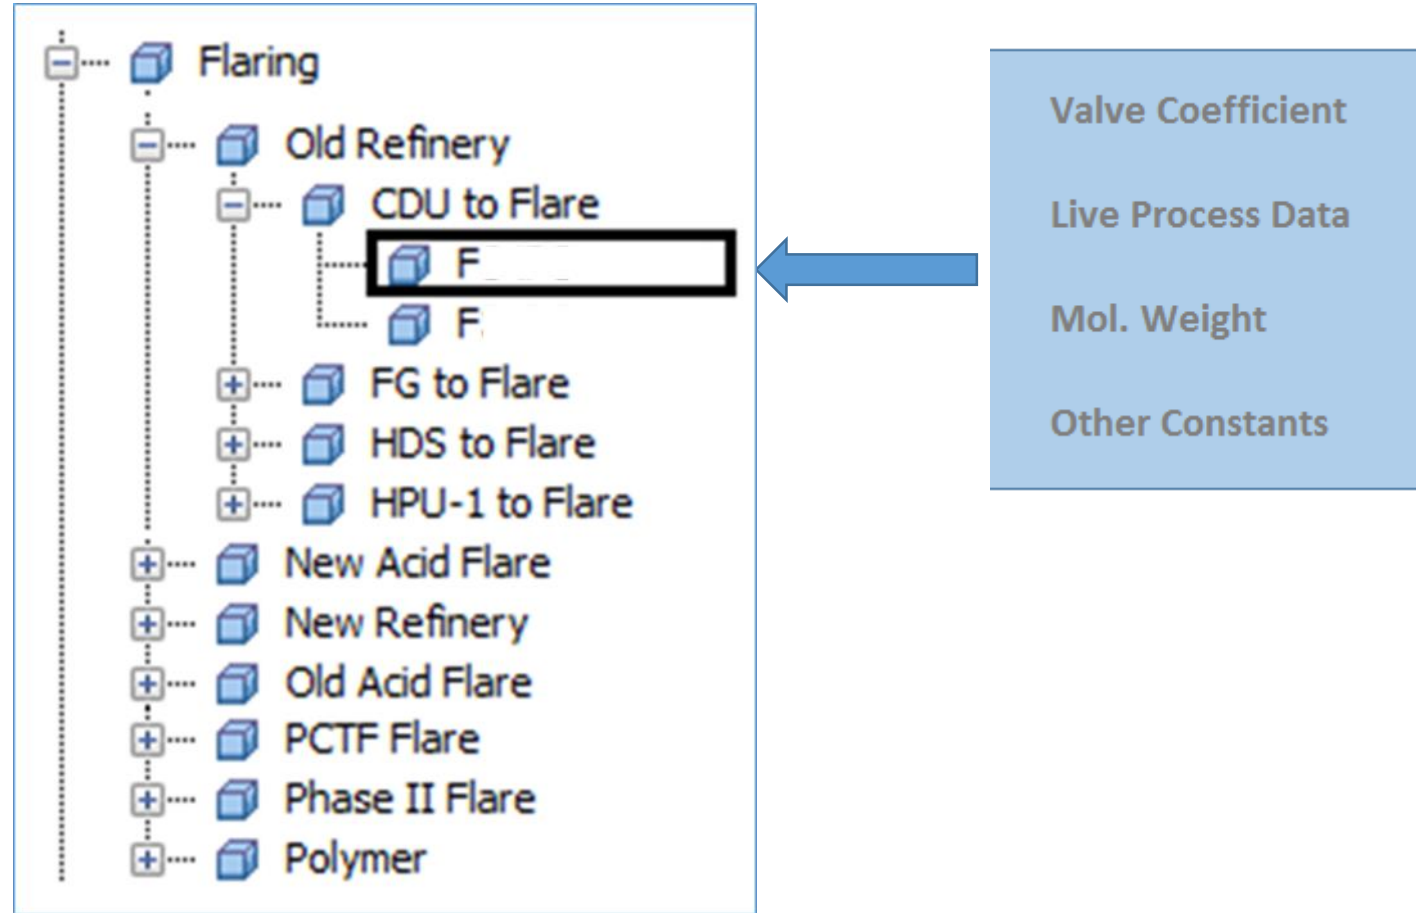 Flaring
Old Refinery
CDU to Flare
F
F
FG to Flare
HDS to Flare
HPU-1 to Flare
New Acid Flare
New Refinery
Old Acid Flare
PCTF Flare
Phase II Flare
Polymer
Valve Coefficient
Live Process Data
Mol. Weight
Other Constants